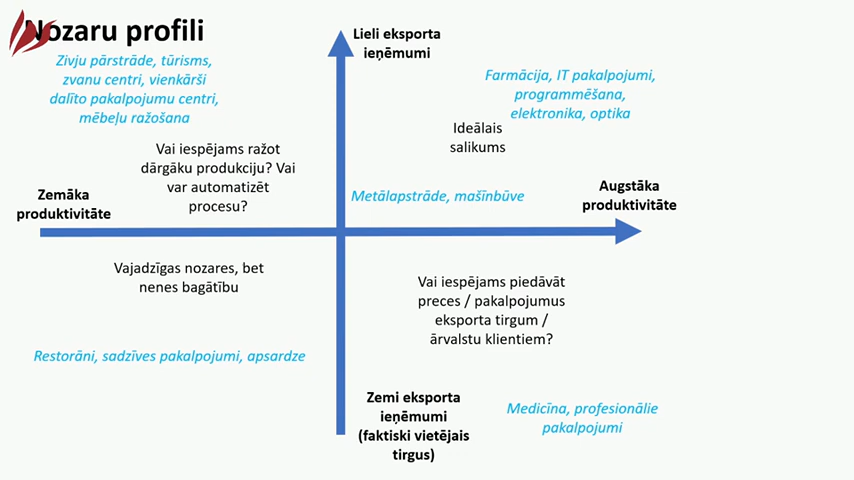 Nozaru profili
Lieli eksporta
ieņēmumi
Zivju pārstrāde, tūrisms,
zvanu centri, vienkārši
dalīto pakalpojumu centri,
mēbeļu ražošana
Farmācija, IT pakalpojumi,
programmēšana,
elektronika, optika
Ideālais
salikums
Vai iespējams ražot
dārgāku produkciju? Vai
var automatizēt
procesu?
Zemāka
produktivitāte
Metālapstrāde, mašīnbūve
Augstāka
produktivitāte
Vajadzīgas nozares, bet
nenes bagātību
Vai iespējams piedāvāt
preces / pakalpojumus
eksporta tirgum /
ārvalstu klientiem?
Restorāni, sadzīves pakalpojumi, apsardze
Zemi eksporta
ieņēmumi
(faktiski vietējais
tirgus)
Medicīna, profesionālie
pakalpojumi